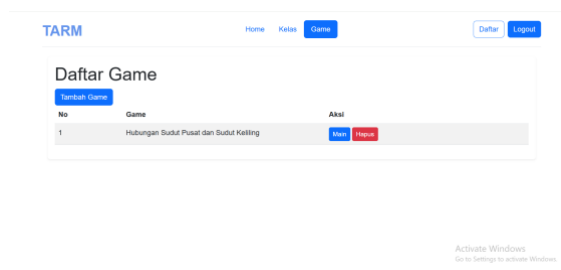 TARM Home Kelas Game Daftar Logout
Daftar Game
Tambah Game
No Game Aksi
1 Hubungan Sudut Pusat dan Sudut Keliling Main Hapus
Activate Windows
Go to Settings to activate Windows.